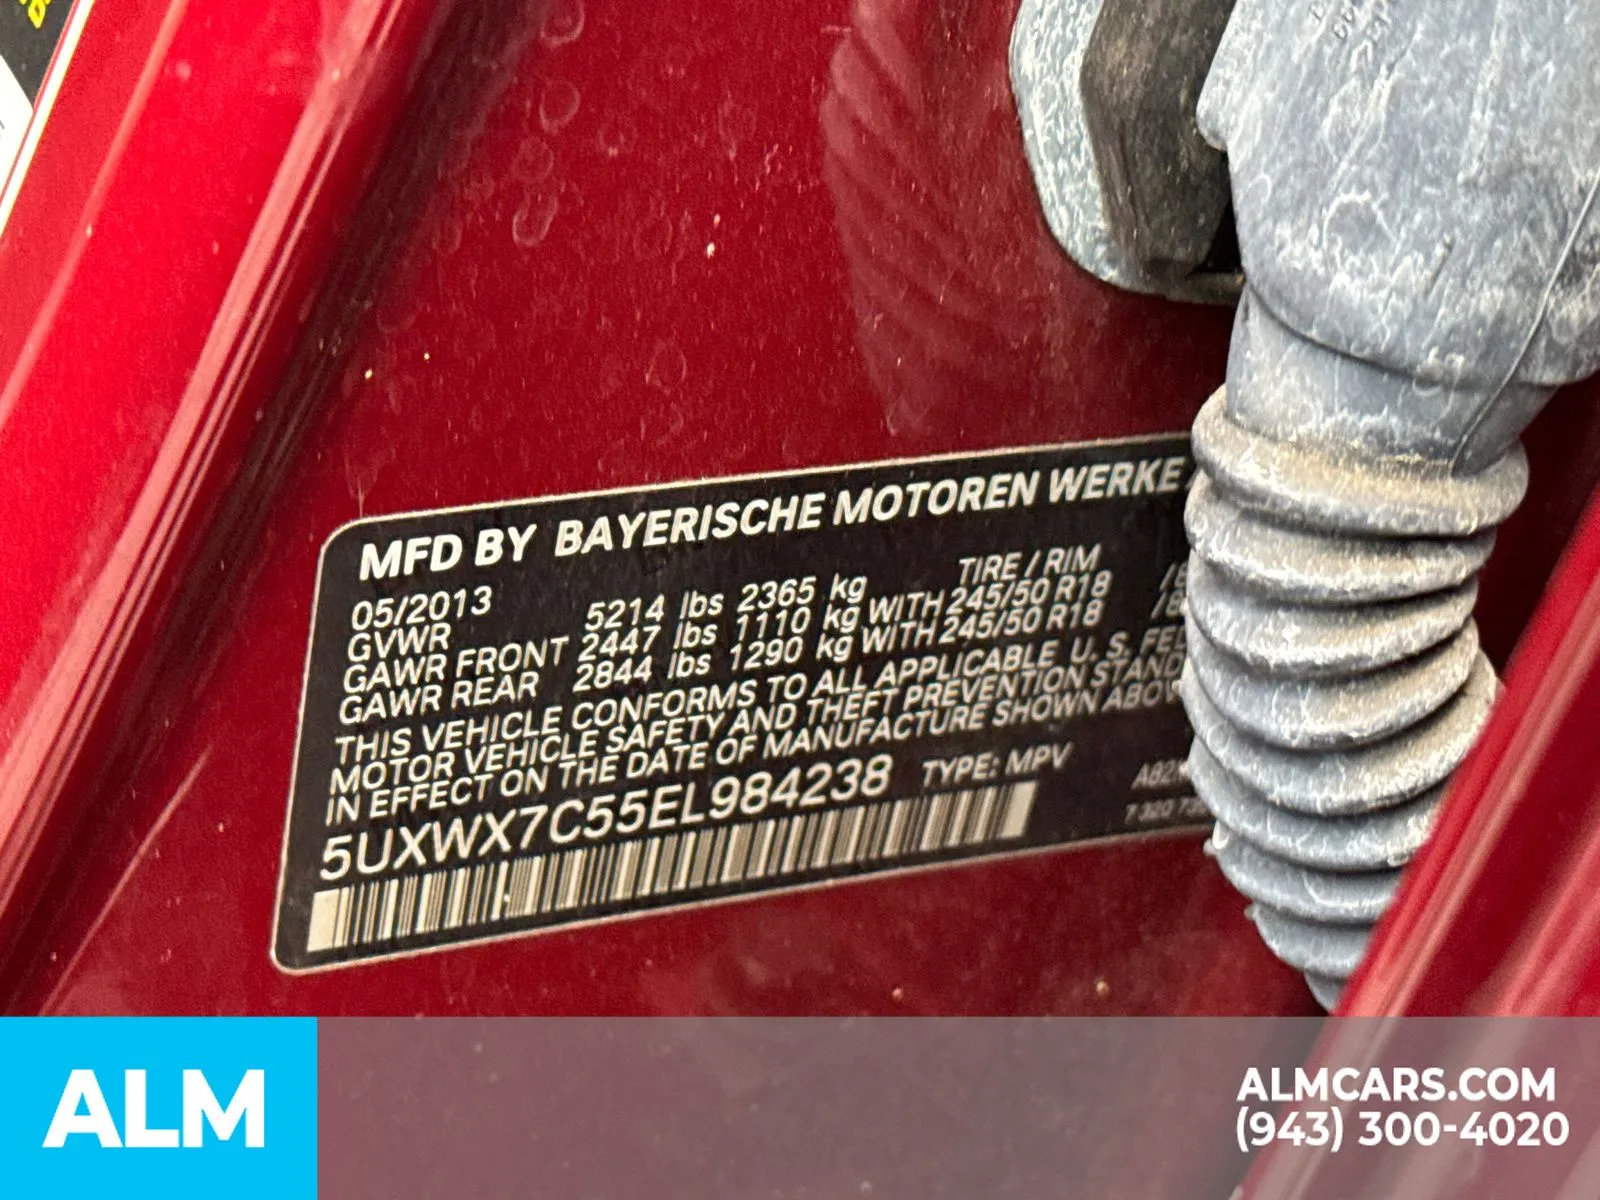 MFD BY BAYERISCHE MOTOREN WERKE
05/2013 TIRE / RIM
GVWR 5214 lbs 2365 kg
GAWR FRONT 2447 lbs 1110 kg WITH 245/50 R18
GAWR REAR 2844 lbs 1290 kg WITH 245/50 R18
THIS VEHICLE CONFORMS TO ALL APPLICABLE U. S. FED
MOTOR VEHICLE SAFETY AND THEFT PREVENTION STAND
IN EFFECT ON THE DATE OF MANUFACTURE SHOWN ABOV
5UXWX7C55EL984238 TYPE: MPV
ALM
ALMCARS.COM
(943) 300-4020